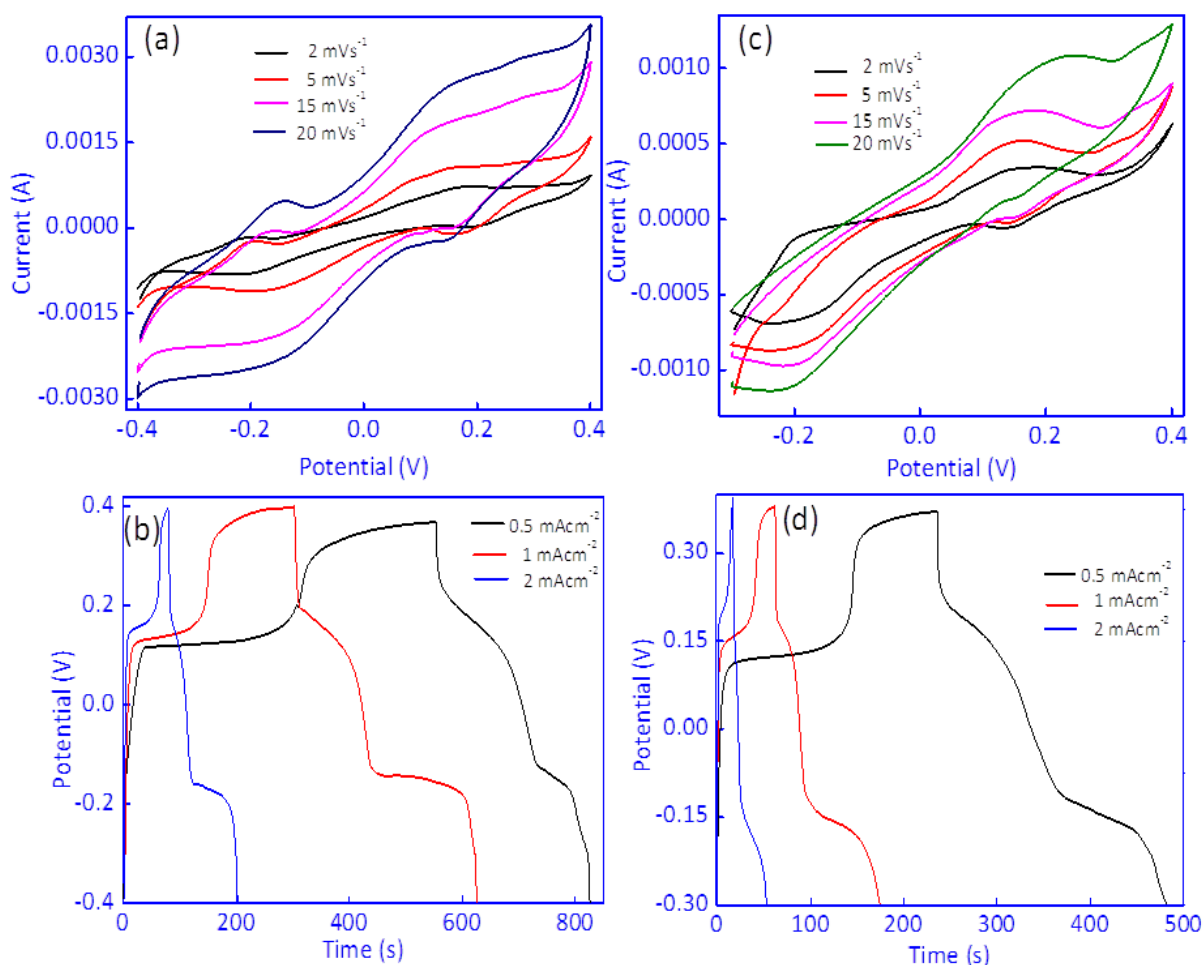 (a)
2 mVs-1
5 mVs-1
15 mVs-1
20 mVs-1
0.0030
0.0015
0.0000
-0.0015
-0.0030
Current (A)
-0.4 -0.2 0.0 0.2 0.4
Potential (V)
(c)
2 mVs-1
5 mVs-1
15 mVs-1
20 mVs-1
0.0010
0.0005
0.0000
-0.0005
-0.0010
Current (A)
-0.2 0.0 0.2 0.4
Potential (V)
(b)
0.5 mAcm-2
1 mAcm-2
2 mAcm-2
0.4
0.2
0.0
-0.2
-0.4
Potential (V)
0 200 400 600 800
Time (s)
(d)
0.5 mAcm-2
1 mAcm-2
2 mAcm-2
0.30
0.15
0.00
-0.15
-0.30
Potential (V)
0 100 200 300 400 500
Time (s)